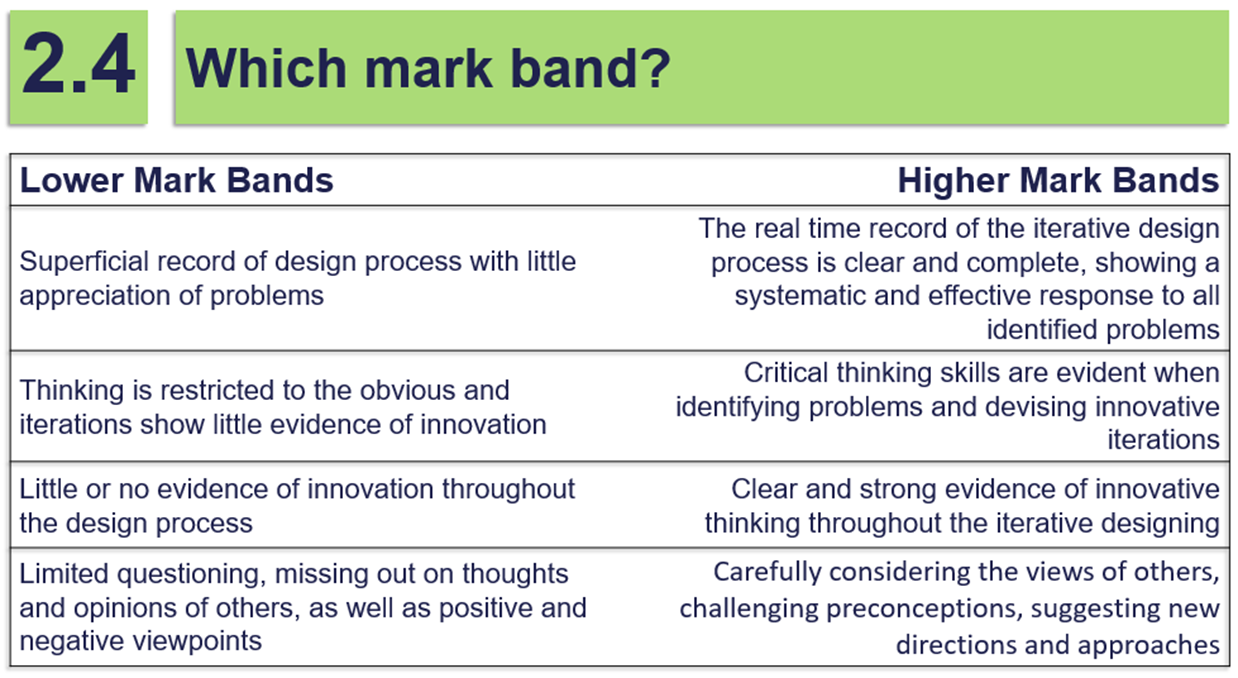 2.4
Which mark band?
Lower Mark Bands
Higher Mark Bands
Superficial record of design process with little
appreciation of problems
The real time record of the iterative design
process is clear and complete, showing a
systematic and effective response to all
identified problems
Thinking is restricted to the obvious and
iterations show little evidence of innovation
Critical thinking skills are evident when
identifying problems and devising innovative
iterations
Little or no evidence of innovation throughout
the design process
Clear and strong evidence of innovative
thinking throughout the iterative designing
Limited questioning, missing out on thoughts
and opinions of others, as well as positive and
negative viewpoints
Carefully considering the views of others,
challenging preconceptions, suggesting new
directions and approaches